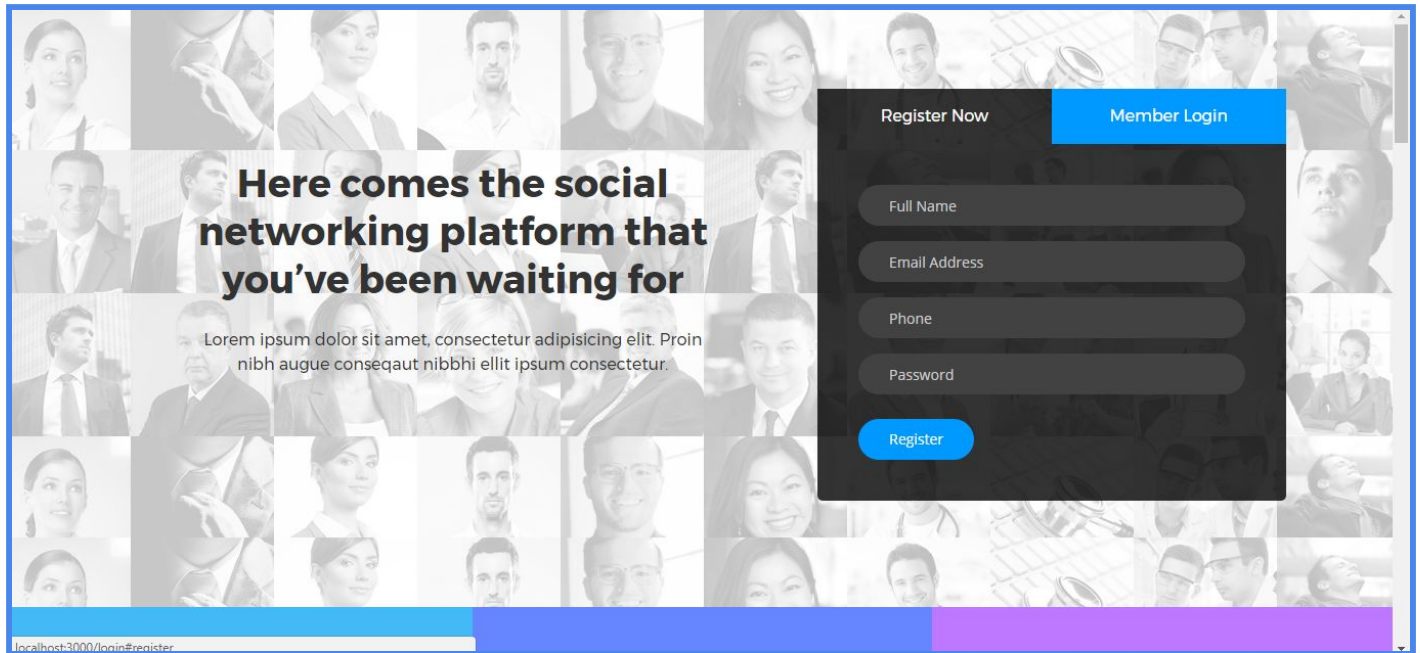 Register Now
Member Login
Here comes the social
networking platform that
you've been waiting for
Lorem ipsum dolor sit amet, consectetur adipisicing elit. Proin
nibh augue conseqaut nibbhi ellit ipsum consectetur.
Full Name
Email Address
Phone
Password
Register
localhost:3000/login#register